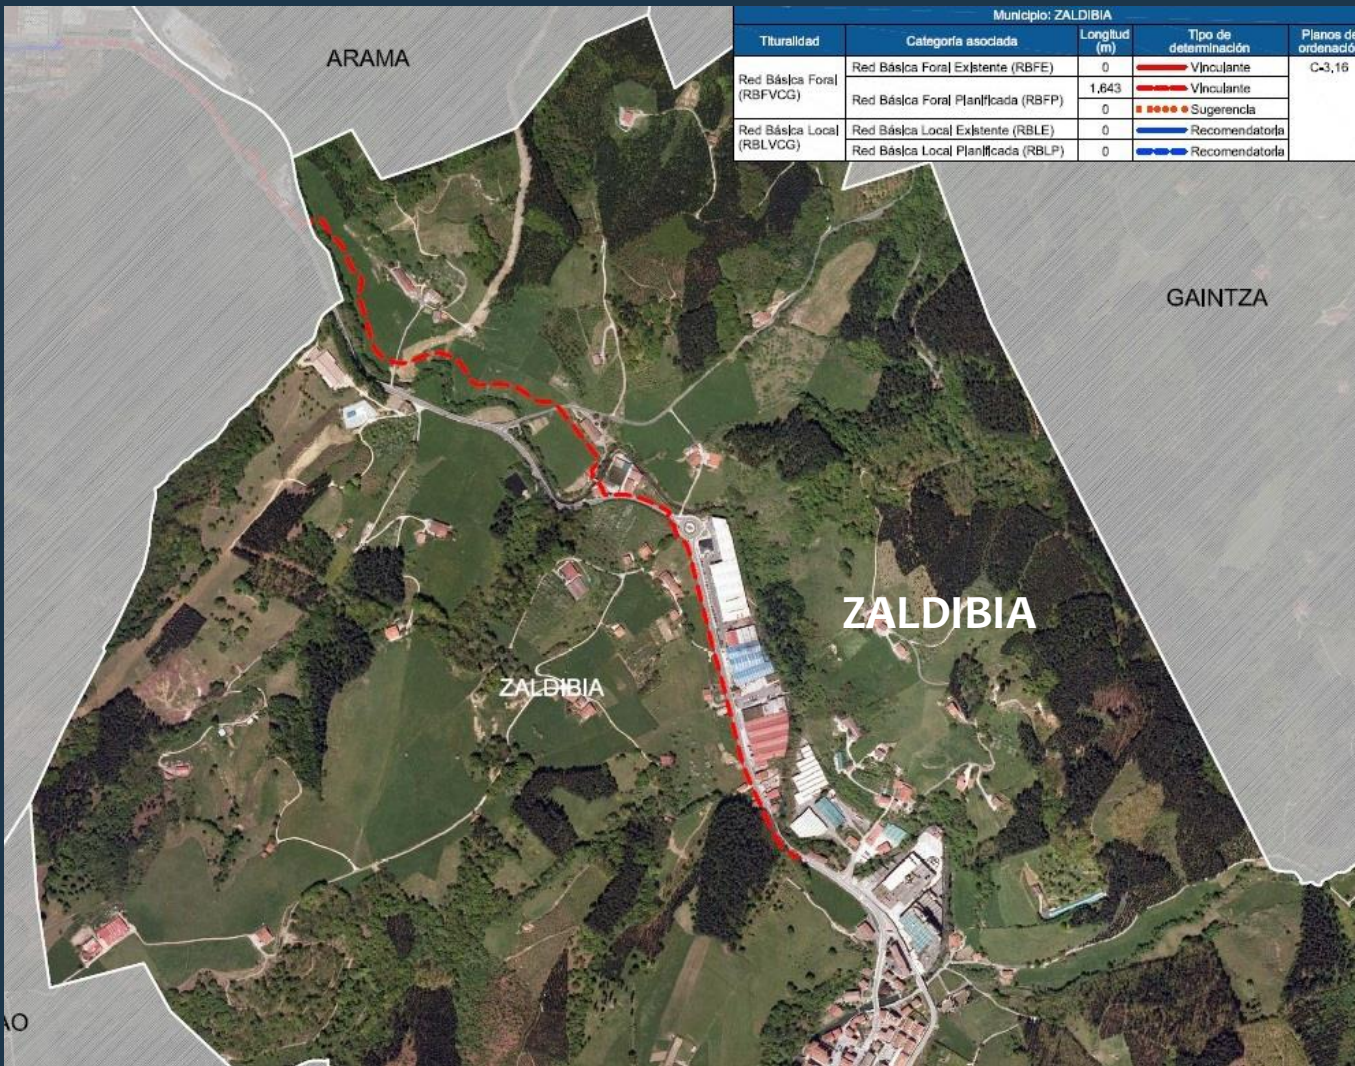 Municipio: ZALDIBIA
Tituralidad Categoría asociada Longitud (m) Tipo de determinación Planos de ordenación
Red Básica Foral (RBFVCG) Red Básica Foral Existente (RBFE) 0 Vinculante C-3.16
Red Básica Foral Planificada (RBFP) 1.643 Vinculante
0 Sugerencia
Red Básica Local (RBLVCG) Red Básica Local Existente (RBLE) 0 Recomendatoria
Red Básica Local Planificada (RBLP) 0 Recomendatoria
ARAMA
GAINTZA
ZALDIBIA
ZALDIBIA
AO